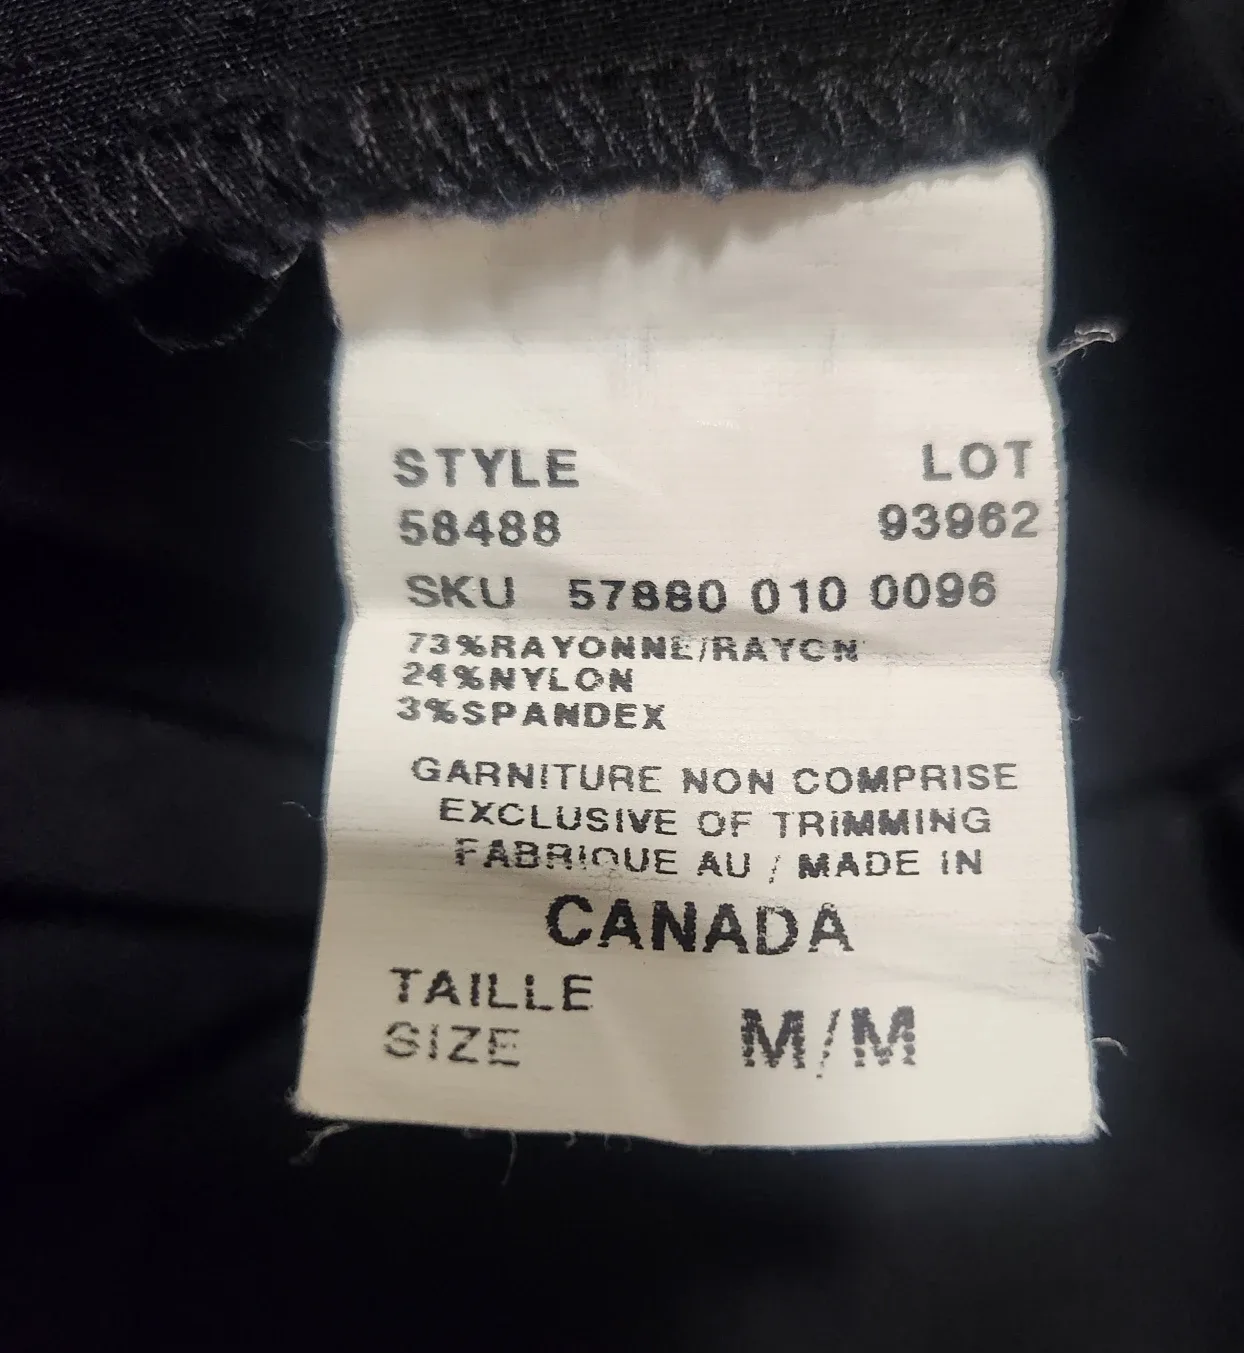 STYLE LOT
58488 93962
SKU 57880 010 0096
73%RAYONNE/RAYON
24%NYLON
3%SPANDEX
GARNITURE NON COMPRISE
EXCLUSIVE OF TRIMMING
FABRIQUE AU / MADE IN
CANADA
TAILLE
SIZE M/M